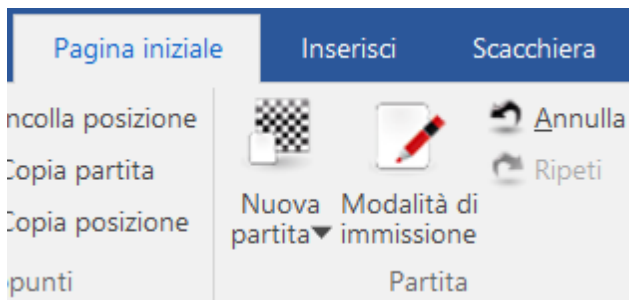 Pagina iniziale
Inserisci
Scacchiera
ncolla posizione
Copia partita
Copia posizione
punti
Nuova partita
Modalità di immissione
Annulla
Ripeti
Partita